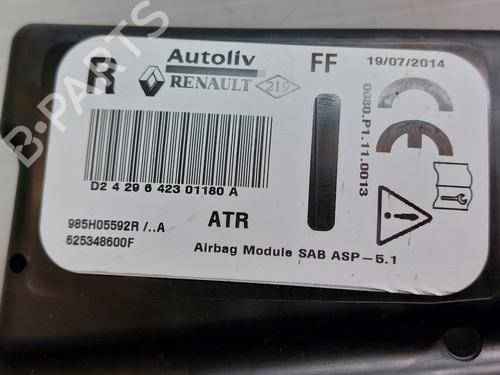 R
Autoliv
RENAULT
219
FF
19/07/2014
0080.P1.11.0013
CE
D2 4 29 6 423 01180 A
985H05592R /..A
625348600F
ATR
Airbag Module SAB ASP-5.1
B-PARTS